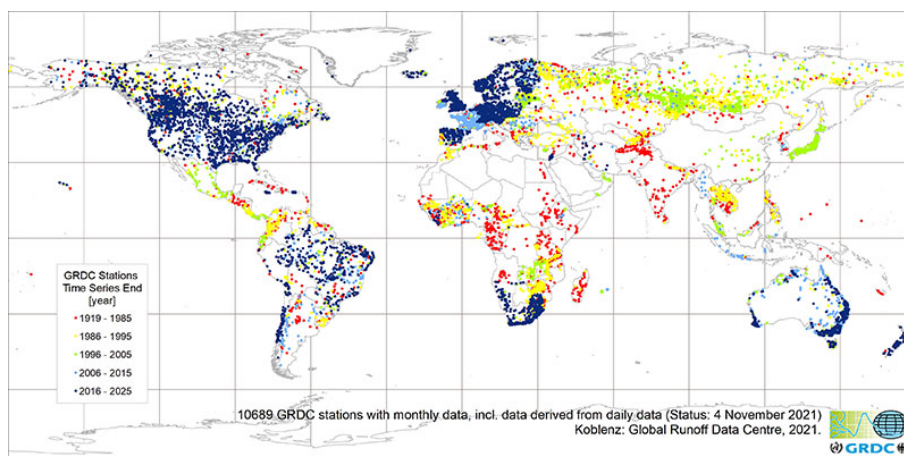 GRDC Stations
Time Series End
[year]
1919 - 1985
1986 - 1995
1996 - 2005
2006 - 2015
2016 - 2025
10689 GRDC stations with monthly data, incl. data derived from daily data (Status: 4 November 2021)
Koblenz: Global Runoff Data Centre, 2021.
GRDC